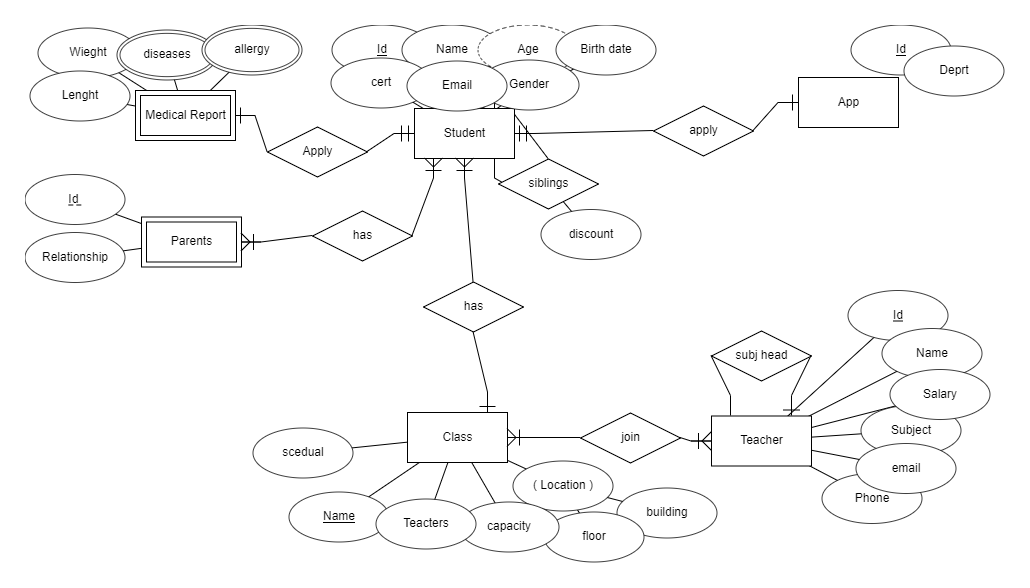 Wieght
diseases
allergy
Lenght
Medical Report
Id
Name
Age
Birth date
cert
Email
Gender
Student
Id
Deprt
App
Apply
apply
siblings
discount
Id
Relationship
Parents
has
has
subj head
Id
Name
Salary
Subject
email
Phone
Teacher
join
Class
scedual
Name
Teacters
capacity
( Location )
floor
building